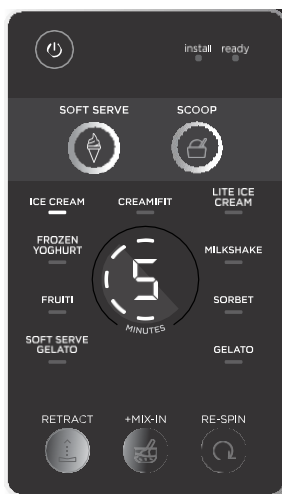 install ready
SOFT SERVE SCOOP
ICE CREAM CREAMIFIT LITE ICE
CREAM
FROZEN
YOGHURT
MILKSHAKE
5
MINUTES
FRUITI SORBET
SOFT SERVE
GELATO
GELATO
RETRACT +MIX-IN RE-SPIN